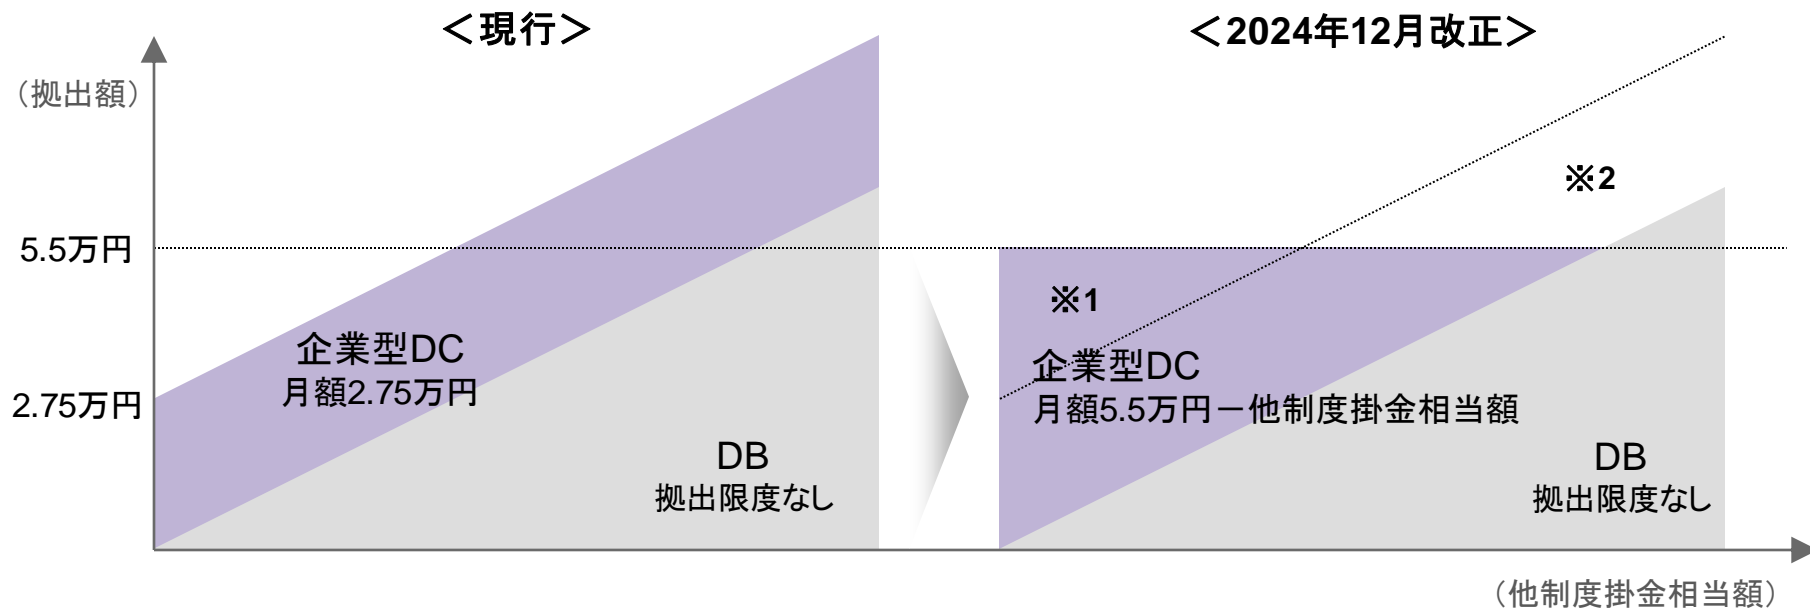 ＜現行＞
＜2024年12月改正＞
（拠出額）
※2
5.5万円
※1
企業型DC
月額2.75万円
2.75万円
企業型DC
月額5.5万円－他制度掛金相当額
DB
拠出限度なし
DB
拠出限度なし
（他制度掛金相当額）